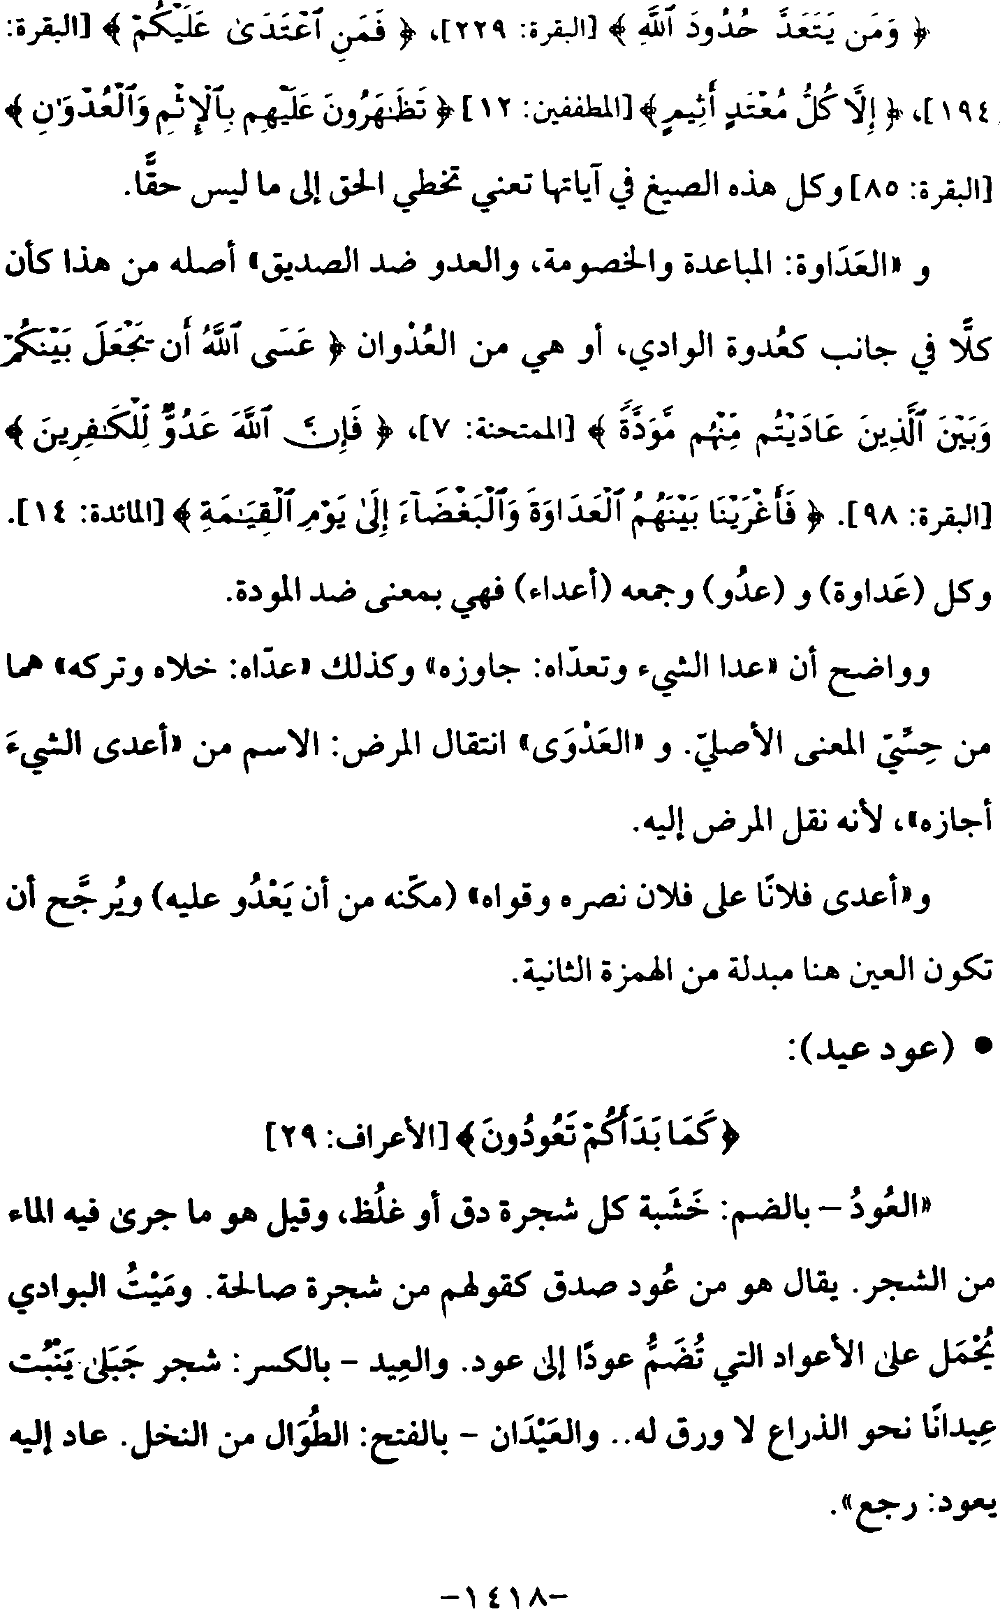 ﴿ وَمَن يَتَعَدَّ حُدُودَ ٱللَّهِ ﴾ [البقرة: ٢٢٩]، ﴿ فَمَنِ ٱعْتَدَىٰ عَلَيْكُمْ ﴾ [البقرة:
١٩٤]، ﴿ إِلَّا كُلُّ مُعْتَدٍ أَثِيمٍ ﴾ [المطففين: ١٢] ﴿ تَظَٰهَرُونَ عَلَيْهِم بِٱلْإِثْمِ وَٱلْعُدْوَٰنِ ﴾
[البقرة: ٨٥] وكل هذه الصيغ في آياتها تعني تخطي الحق إلى ما ليس حقًّا.
و «العَدَاوة: المباعدة والخصومة، والعدو ضد الصديق» أصله من هذا كأن
كلًّا في جانب كعُدوة الوادي، أو هي من العُدْوان ﴿ عَسَى ٱللَّهُ أَن يَجْعَلَ بَيْنَكُمْ
وَبَيْنَ ٱلَّذِينَ عَادَيْتُم مِّنْهُم مَّوَدَّةً ﴾ [الممتحنة: ٧]، ﴿ فَإِنَّ ٱللَّهَ عَدُوٌّ لِّلْكَٰفِرِينَ ﴾
[البقرة: ٩٨]. ﴿ فَأَغْرَيْنَا بَيْنَهُمُ ٱلْعَدَاوَةَ وَٱلْبَغْضَآءَ إِلَىٰ يَوْمِ ٱلْقِيَٰمَةِ ﴾ [المائدة: ١٤].
وكل (عَداوة) و (عدُو) وجمعه (أعداء) فهي بمعنى ضد المودة.
وواضح أن «عدا الشيء وتعدّاه: جاوزه» وكذلك «عدّاه: خلاه وتركه» هما
من حِسِّيّ المعنى الأصليّ. و «العَدْوَى» انتقال المرض: الاسم من «أعدى الشيءَ
أجازه»، لأنه نقل المرض إليه.
و«أعدى فلانًا على فلان نصره وقواه» (مكّنه من أن يَعْدُو عليه) ويُرجَّح أن
تكون العين هنا مبدلة من الهمزة الثانية.
● (عود عيد):
﴿ كَمَا بَدَأَكُمْ تَعُودُونَ ﴾ [الأعراف: ٢٩]
«العُودُ – بالضم: خَشَبة كل شجرة دق أو غلُظ، وقيل هو ما جرى فيه الماء
من الشجر. يقال هو من عُود صدق كقولهم من شجرة صالحة. ومَيْتُ البوادي
يُحْمَل على الأعواد التي تُضَمُّ عودًا إلى عود. والعِيد – بالكسر: شجر جَبَلىٰ يَنْبُت
عِيدانًا نحو الذراع لا ورق له.. والعَيْدَان – بالفتح: الطُوَال من النخل. عاد إليه
يعود: رجع».
–١٤١٨–